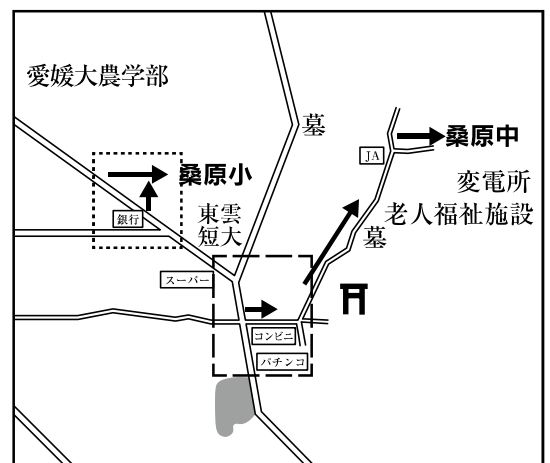 愛媛大農学部
墓
桑原中
JA
桑原小
変電所
銀行
東雲
短大
老人福祉施設
墓
スーパー
コンビニ
パチンコ